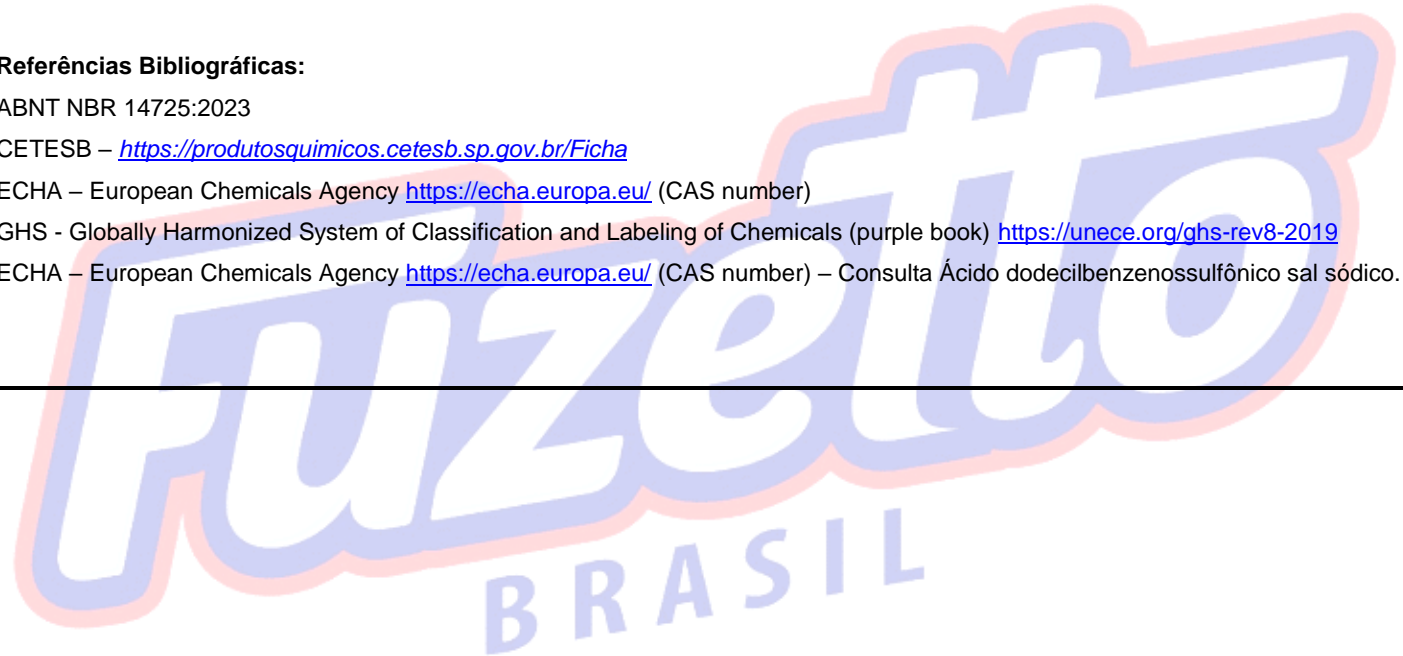 Referências Bibliográficas:
ABNT NBR 14725:2023
CETESB – https://produtosquimicos.cetesb.sp.gov.br/Ficha
ECHA – European Chemicals Agency https://echa.europa.eu/ (CAS number)
GHS - Globally Harmonized System of Classification and Labeling of Chemicals (purple book) https://unece.org/ghs-rev8-2019
ECHA – European Chemicals Agency https://echa.europa.eu/ (CAS number) – Consulta Ácido dodecilbenzenossulfônico sal sódico.
Fuzetto
BRASIL